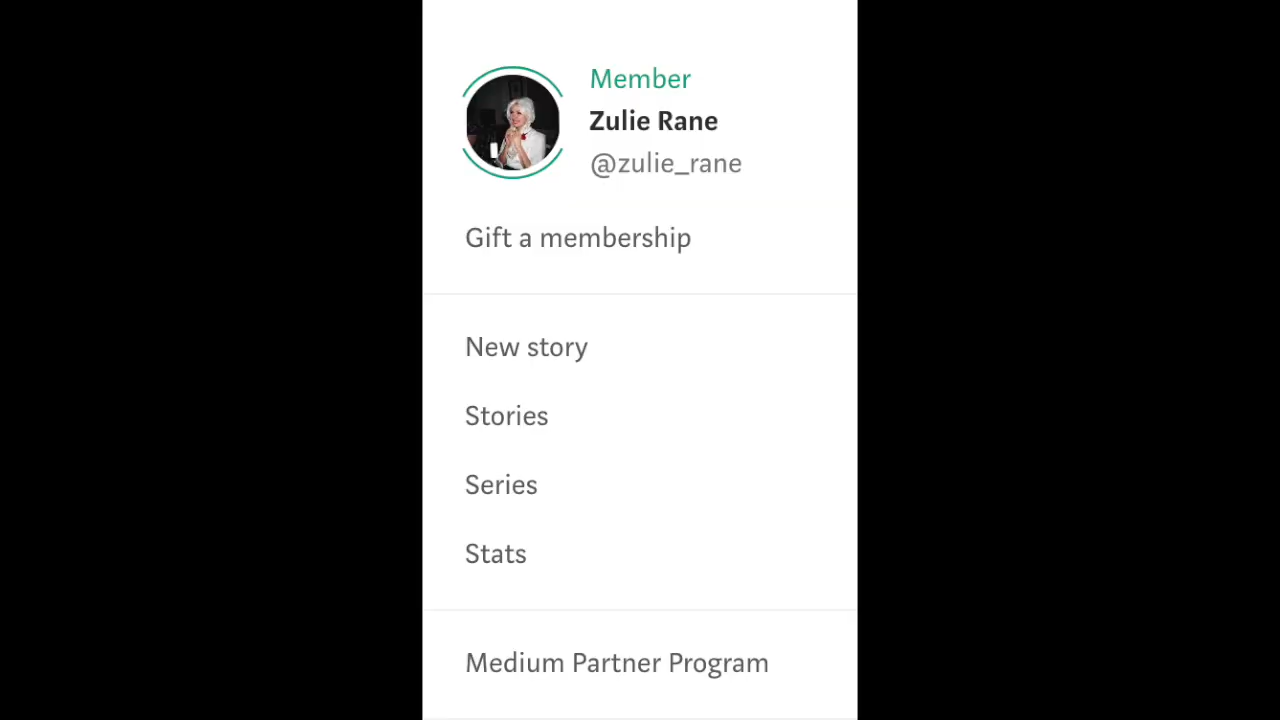 Member
Zulie Rane
@zulie_rane
Gift a membership
New story
Stories
Series
Stats
Medium Partner Program